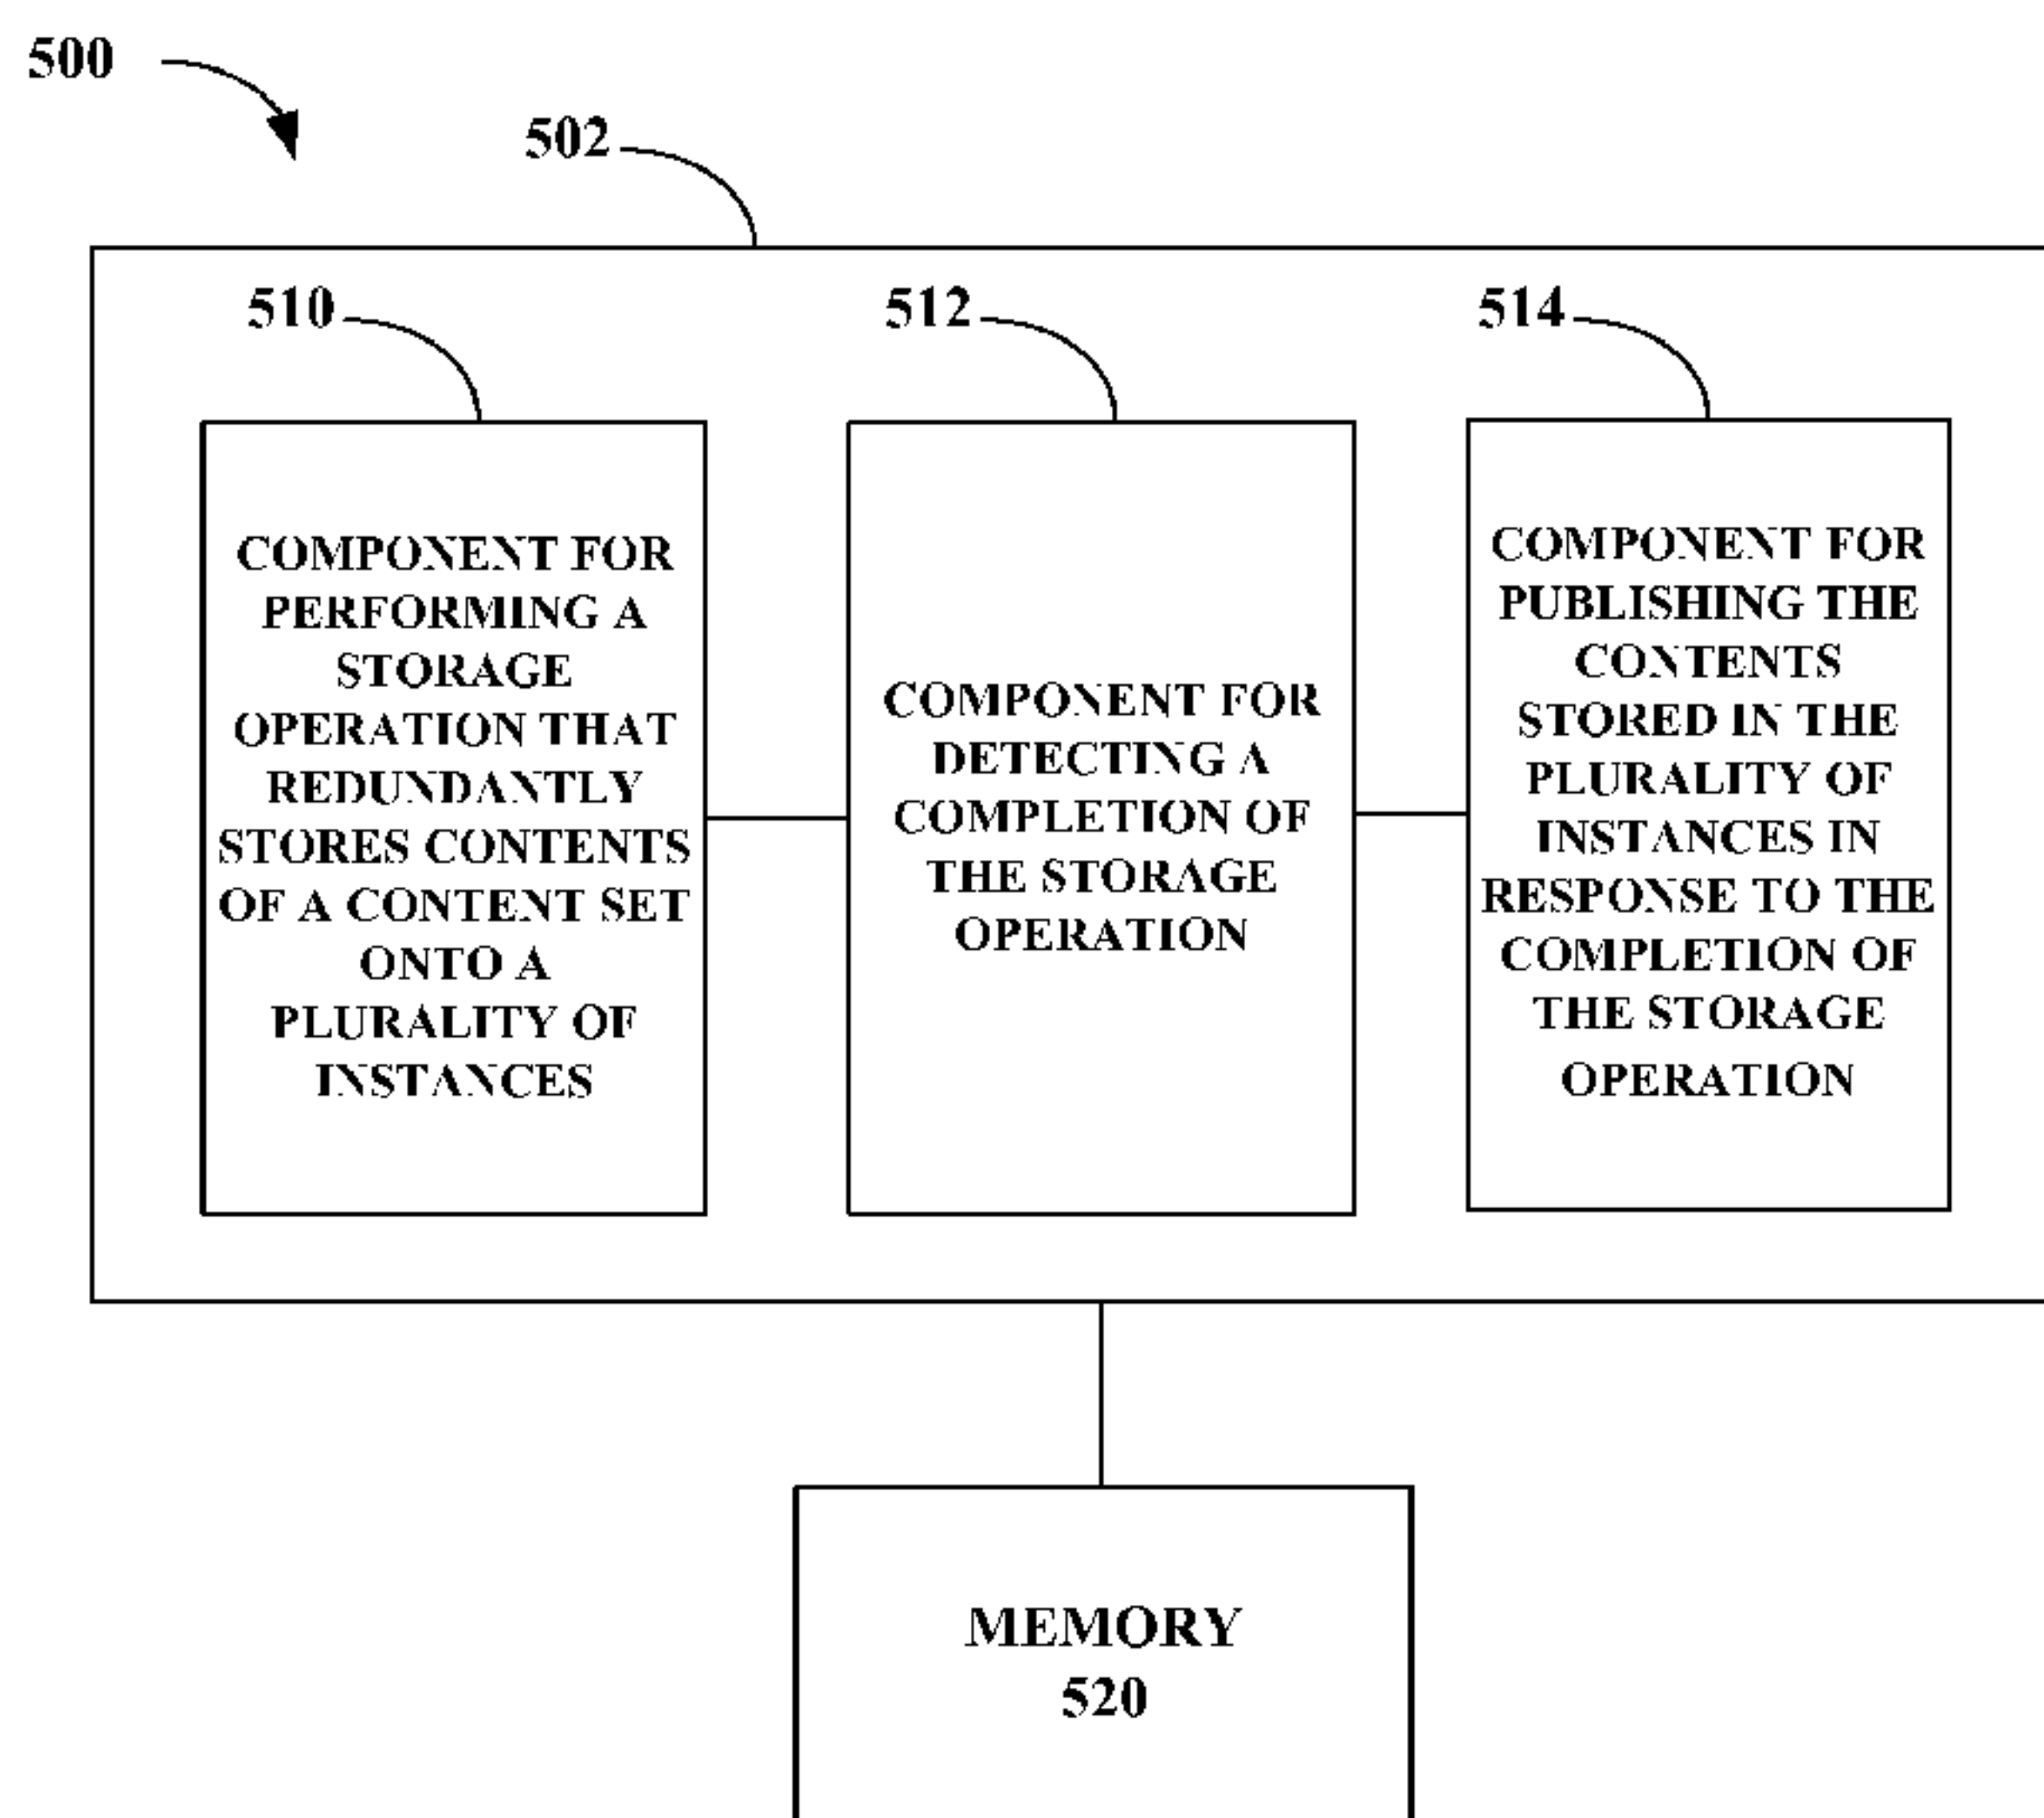 500
502
510
512
514
COMPONENT FOR
PERFORMING A
STORAGE
OPERATION THAT
REDUNDANTLY
STORES CONTENTS
OF A CONTENT SET
ONTO A
PLURALITY OF
INSTANCES
COMPONENT FOR
DETECTING A
COMPLETION OF
THE STORAGE
OPERATION
COMPONENT FOR
PUBLISHING THE
CONTENTS
STORED IN THE
PLURALITY OF
INSTANCES IN
RESPONSE TO THE
COMPLETION OF
THE STORAGE
OPERATION
MEMORY
520